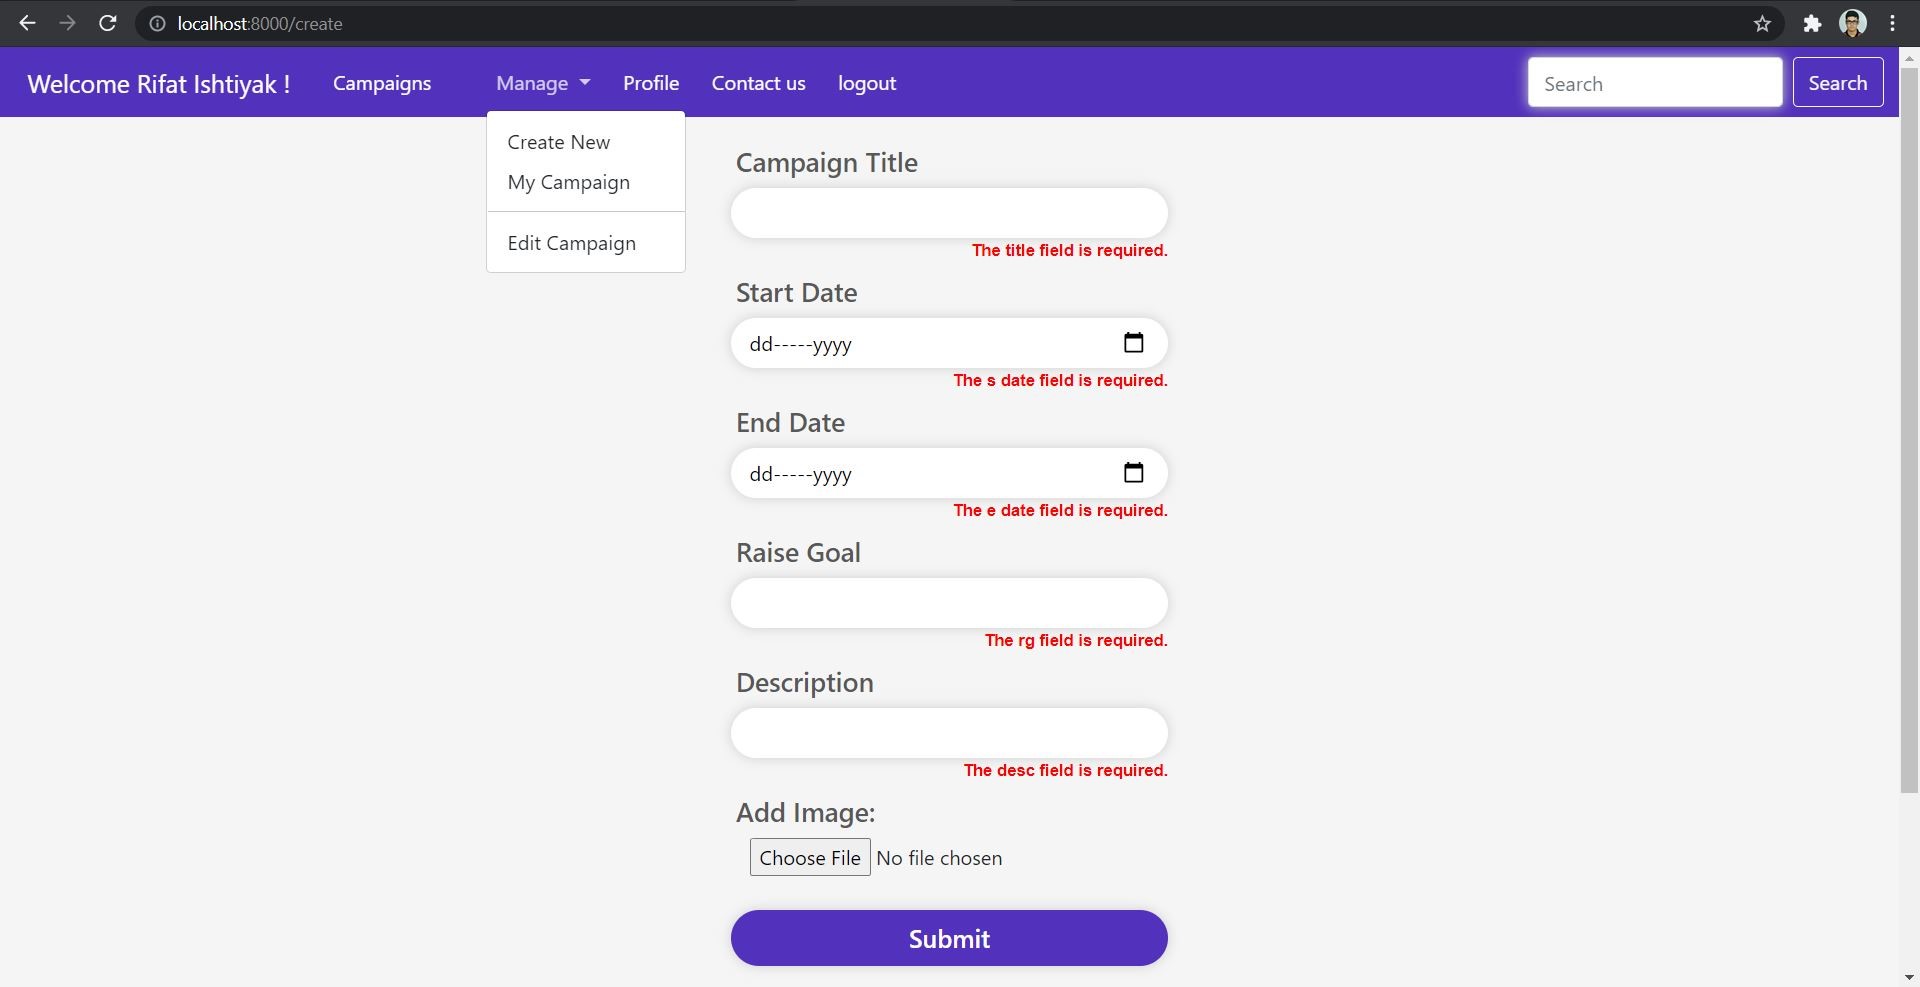 localhost:8000/create
Welcome Rifat Ishtiyak ! Campaigns Manage Profile Contact us logout Search Search
Create New
My Campaign
Edit Campaign
Campaign Title
The title field is required.
Start Date
dd-----yyyy
The s date field is required.
End Date
dd-----yyyy
The e date field is required.
Raise Goal
The rg field is required.
Description
The desc field is required.
Add Image:
Choose File No file chosen
Submit